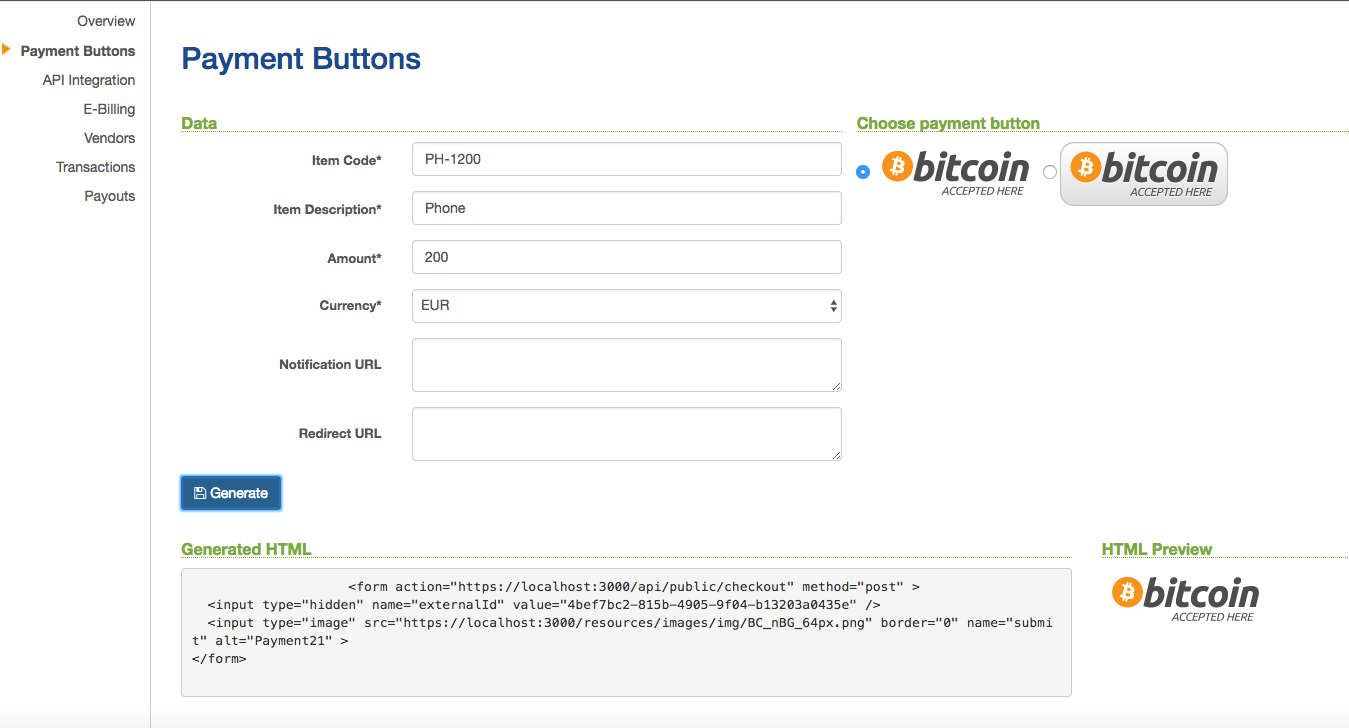 Overview
Payment Buttons
API Integration
E-Billing
Vendors
Transactions
Payouts
Payment Buttons
Data
Item Code*
PH-1200
Item Description*
Phone
Amount*
200
Currency*
EUR
Notification URL
Redirect URL
Generate
Choose payment button
bitcoin
ACCEPTED HERE
bitcoin
ACCEPTED HERE
Generated HTML
<form action="https://localhost:3000/api/public/checkout" method="post" >
<input type="hidden" name="externalId" value="4bef7bc2-815b-4905-9f04-b13203a0435e" />
<input type="image" src="https://localhost:3000/resources/images/img/BC_nBG_64px.png" border="0" name="submi
t" alt="Payment21" >
</form>
HTML Preview
bitcoin
ACCEPTED HERE